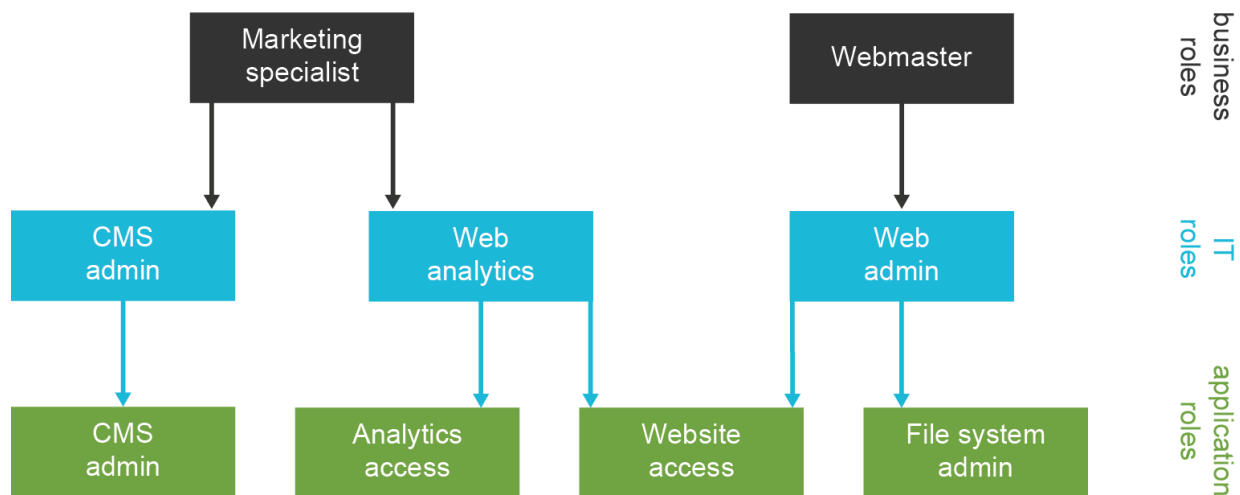 Marketing
specialist
Webmaster
business
roles
CMS
admin
Web
analytics
Web
admin
IT
roles
CMS
admin
Analytics
access
Website
access
File system
admin
application
roles